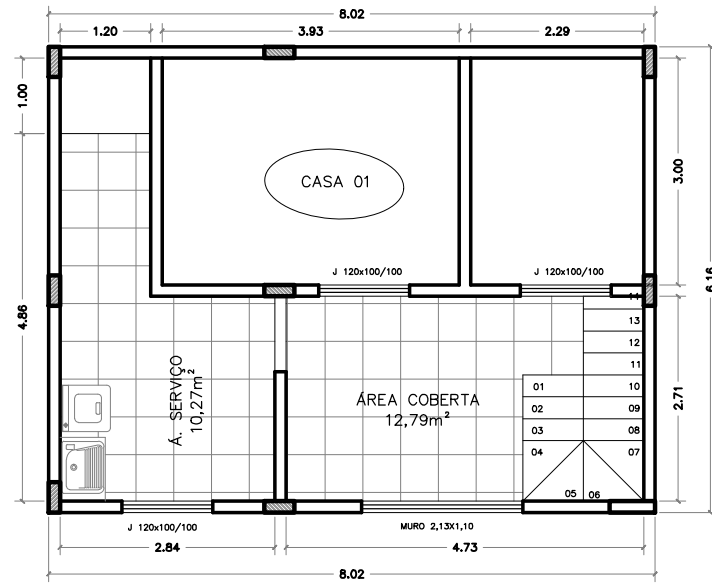 8.02
1.20
3.93
2.29
1.00
3.00
CASA 01
6.16
J 120x100/100
J 120x100/100
4.86
13
12
11
Á. SERVIÇO
10,27m²
ÁREA COBERTA
12,79m²
01
10
02
09
03
08
04
07
05
06
2.71
J 120x100/100
MURO 2,13X1,10
2.84
4.73
8.02